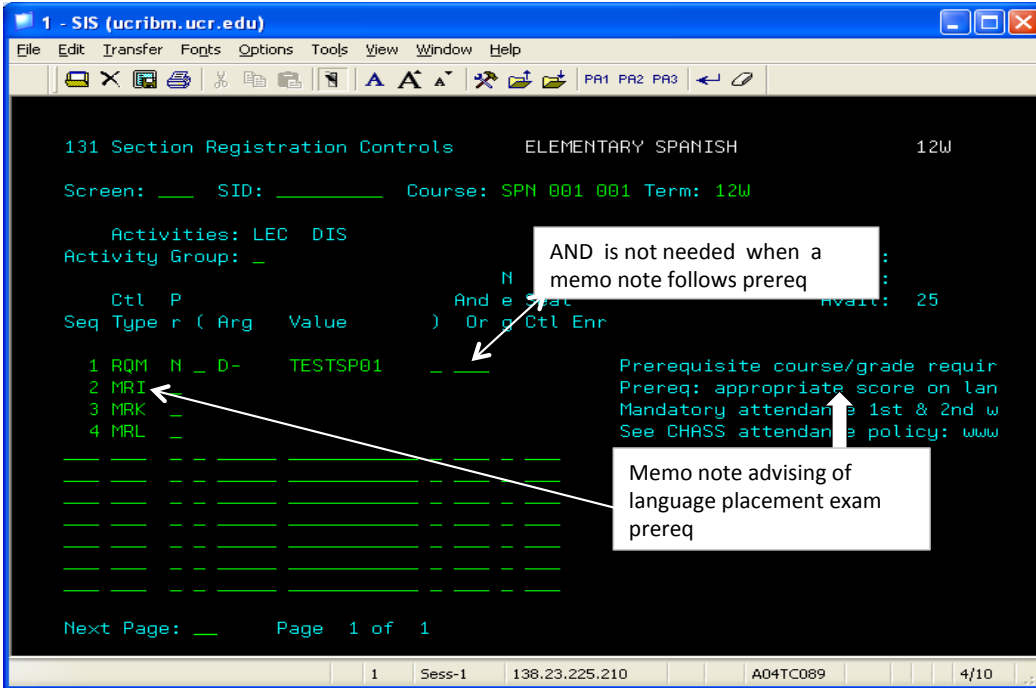 1 - SIS (ucribm.ucr.edu)
File Edit Transfer Fonts Options Tools View Window Help
PA1 PA2 PA3
131 Section Registration Controls ELEMENTARY SPANISH 12W
Screen: ___ SID: _________ Course: SPN 001 001 Term: 12W
Activities: LEC DIS
Activity Group: _ :
AND is not needed when a
memo note follows prereq
N :
Ctl P And e Seat Avail: 25
Seq Type r ( Arg Value ) Or g Ctl Enr
1 RQM N _ D- TESTSP01 _ ___ Prerequisite course/grade requir
2 MRI _ Prereq: appropriate score on lan
3 MRK _ Mandatory attendance 1st & 2nd w
4 MRL _ See CHASS attendance policy: www
Memo note advising of
language placement exam
prereq
Next Page: __ Page 1 of 1
1 Sess-1 138.23.225.210 A04TC089 4/10